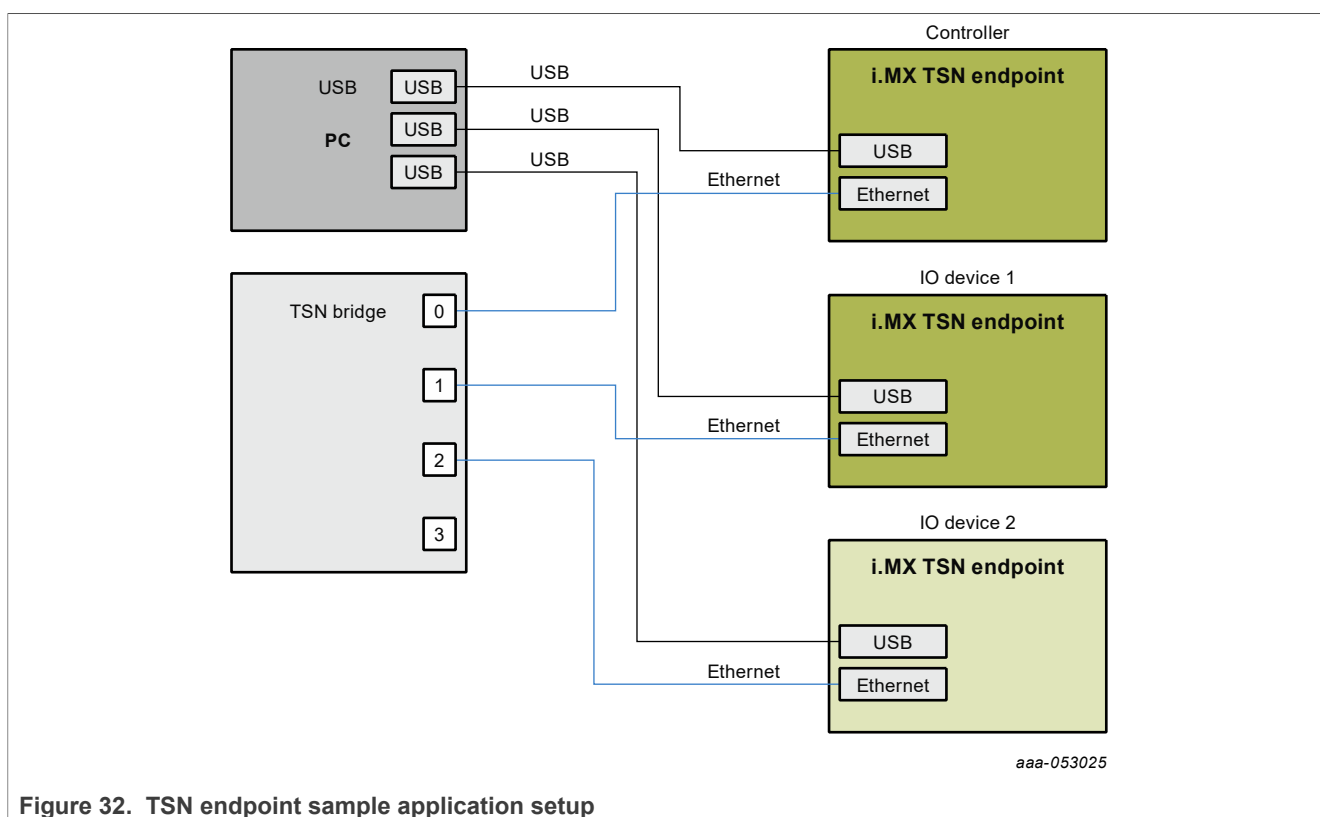 Controller
i.MX TSN endpoint
USB
Ethernet
USB
PC
USB
USB
USB
USB
USB
USB
Ethernet
TSN bridge
0
1
2
3
IO device 1
i.MX TSN endpoint
USB
Ethernet
Ethernet
IO device 2
i.MX TSN endpoint
USB
Ethernet
Ethernet
aaa-053025
Figure 32. TSN endpoint sample application setup